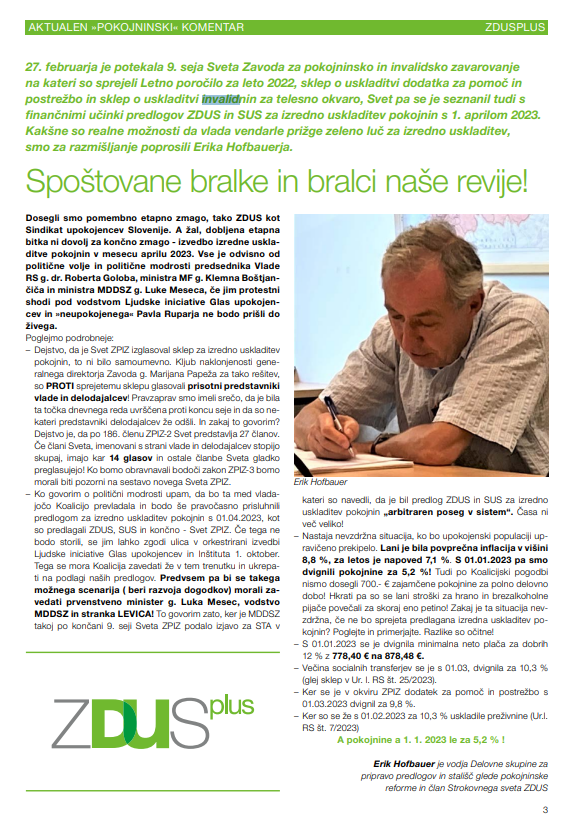 AKTUALEN »POKOJNINSKI« KOMENTAR
ZDUSPLUS
27. februarja je potekala 9. seja Sveta Zavoda za pokojninsko in invalidsko zavarovanje
na kateri so sprejeli Letno poročilo za leto 2022, sklep o uskladitvi dodatka za pomoč in
postrežbo in sklep o uskladitvi invalidnin za telesno okvaro, Svet pa se je seznanil tudi s
finančnimi učinki predlogov ZDUS in SUS za izredno uskladitev pokojnin s 1. aprilom 2023.
Kakšne so realne možnosti da vlada vendarle prižge zeleno luč za izredno uskladitev,
smo za razmišljanje poprosili Erika Hofbauerja.
Spoštovane bralke in bralci naše revije!
Dosegli smo pomembno etapno zmago, tako ZDUS kot
Sindikat upokojencev Slovenije. A žal, dobljena etapna
bitka ni dovolj za končno zmago - izvedbo izredne uskla-
ditve pokojnin v mesecu aprilu 2023. Vse je odvisno od
politične volje in politične modrosti predsednika Vlade
RS g. dr. Roberta Goloba, ministra MF g. Klemna Boštjan-
čiča in ministra MDDSZ g. Luke Meseca, če jim protestni
shodi pod vodstvom Ljudske iniciative Glas upokojen-
cev in »neupokojenega« Pavla Ruparja ne bodo prišli do
živega.
Poglejmo podrobneje:
– Dejstvo, da je Svet ZPIZ izglasoval sklep za izredno uskladitev
pokojnin, to ni bilo samoumevno. Kljub naklonjenosti gene-
ralnega direktorja Zavoda g. Marijana Papeža za tako rešitev,
so PROTI sprejetemu sklepu glasovali prisotni predstavniki
vlade in delodajalcev! Pravzaprav smo imeli srečo, da je bila
ta točka dnevnega reda uvrščena proti koncu seje in da so ne-
kateri predstavniki delodajalcev že odšli. In zakaj to govorim?
Dejstvo je, da po 186. členu ZPIZ-2 Svet predstavlja 27 članov.
Če člani Sveta, imenovani s strani vlade in delodajalcev stopijo
skupaj, imajo kar 14 glasov in ostale članbe Sveta gladko
preglasujejo! Ko bomo obravnavali bodoči zakon ZPIZ-3 bomo
morali biti pozorni na sestavo novega Sveta ZPIZ.
– Ko govorim o politični modrosti upam, da bo ta med vlada-
jočo Koalicijo prevladala in bodo še pravočasno prisluhnili
predlogom za izredno uskladitev pokojnin s 01.04.2023, kot
so predlagali ZDUS, SUS in končno - Svet ZPIZ. Če tega ne
bodo storili, se jim lahko zgodi ulica v orkestrirani izvedbi
Ljudske iniciative Glas upokojencev in Inštituta 1. oktober.
Tega se mora Koalicija zavedati že v tem trenutku in ukrepa-
ti na podlagi naših predlogov. Predvsem pa bi se takega
možnega scenarija ( beri razvoja dogodkov) morali za-
vedati prvenstveno minister g. Luka Mesec, vodstvo
MDDSZ in stranka LEVICA! To govorim zato, ker je MDDSZ
takoj po končani 9. seji Sveta ZPIZ podalo izjavo za STA v
ZDUSplus
Erik Hofbauer
kateri so navedli, da je bil predlog ZDUS in SUS za izredno
uskladitev pokojnin „arbitraren poseg v sistem“. Časa ni
več veliko!
– Nastaja nevzdržna situacija, ko bo upokojenski populaciji up-
ravičeno prekipelo. Lani je bila povprečna inflacija v višini
8,8 %, za letos je napoved 7,1 %. S 01.01.2023 pa smo
dvignili pokojnine za 5,2 %! Tudi po Koalicijskem pogodbi
nismo dosegli 700.- € zajamčene pokojnine za polno delovno
dobo! Hkrati pa so se lani stroški za hrano in brezalkoholne
pijače povečali za skoraj eno petino! Zakaj je ta situacija nev-
zdržna, če ne bo sprejeta predlagana izredna uskladitev po-
kojnin? Poglejte in primerjajte. Razlike so očitne!
– S 01.01.2023 se je dvignila minimalna neto plača za dobrih
12 % z 778,40 € na 878,48 €.
– Večina socialnih transferjev se je s 01.03, dvignila za 10,3 %
(glej sklep v Ur. l. RS št. 25/2023).
– Ker se je v okviru ZPIZ dodatek za pomoč in postrežbo s
01.03.2023 dvignil za 9,8 %.
– Ker so se že s 01.02.2023 za 10,3 % uskladile preživnine (Ur.l.
RS št. 7/2023)
A pokojnine a 1. 1. 2023 le za 5,2 % !
Erik Hofbauer je vodja Delovne skupine za
pripravo predlogov in stališč glede pokojninske
reforme in član Strokovnega sveta ZDUS
3